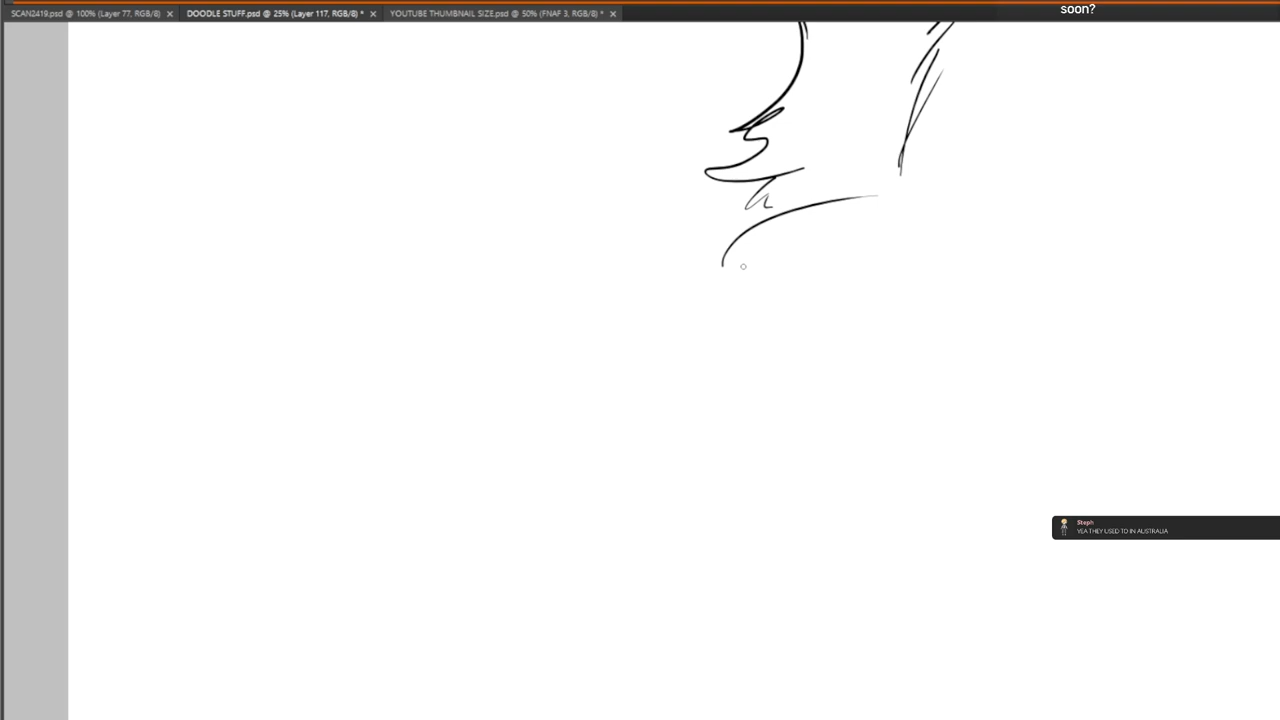 soon?
SCAN2419.psd @ 100% (Layer 77, RGB/8)
DOODLE STUFF.psd @ 25% (Layer 117, RGB/8) *
YOUTUBE THUMBNAIL SIZE.psd @ 50% (FNAF 3, RGB/8) *
Steph
YEA THEY USED TO IN AUSTRALIA